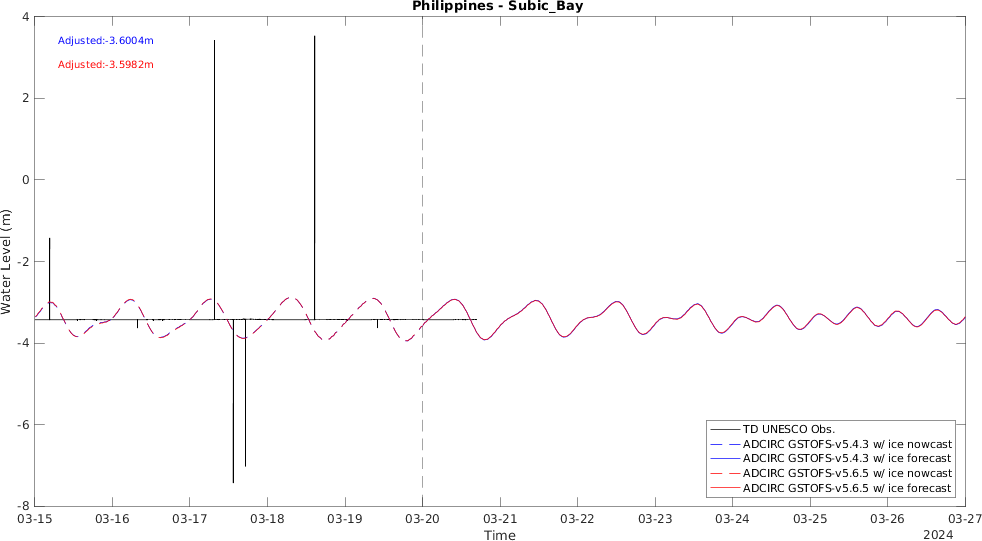 Philippines - Subic_Bay
Adjusted:-3.6004m
Adjusted:-3.5982m
4
2
0
-2
-4
-6
-8
Water Level (m)
TD UNESCO Obs.
ADCIRC GSTOFS-v5.4.3 w/ ice nowcast
ADCIRC GSTOFS-v5.4.3 w/ ice forecast
ADCIRC GSTOFS-v5.6.5 w/ ice nowcast
ADCIRC GSTOFS-v5.6.5 w/ ice forecast
03-15 03-16 03-17 03-18 03-19 03-20 03-21 03-22 03-23 03-24 03-25 03-26 03-27
Time
2024